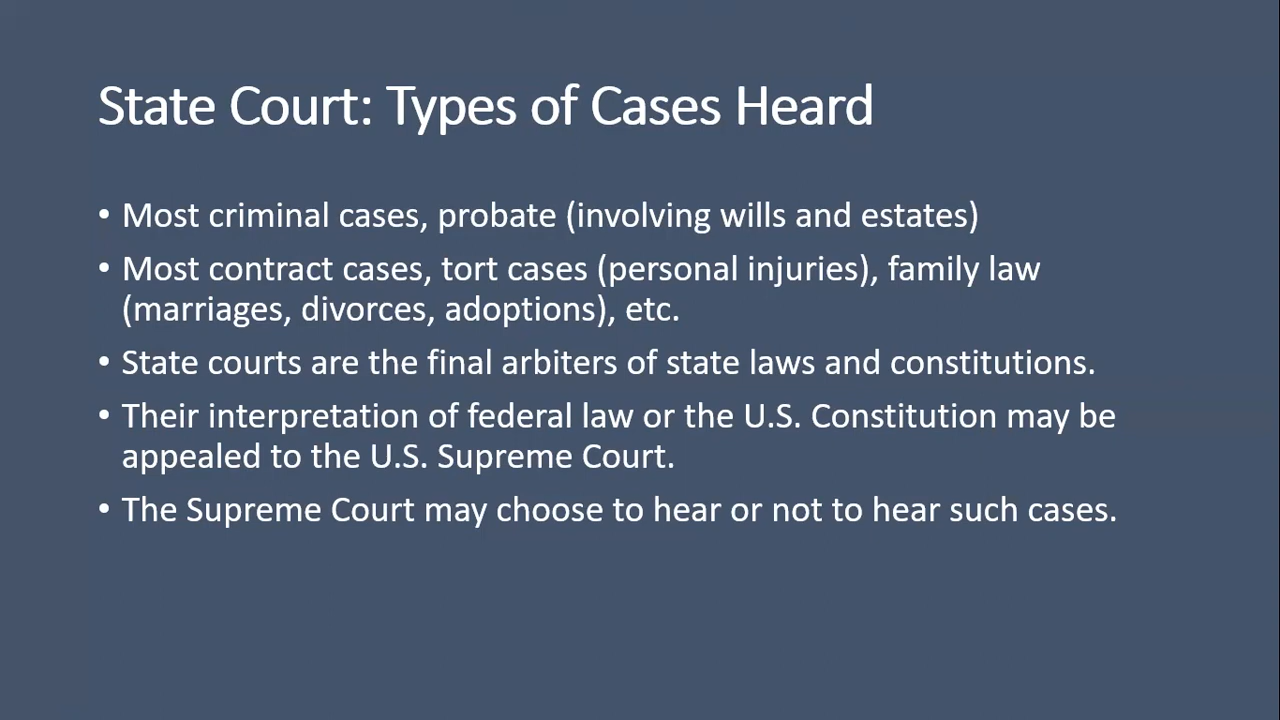 State Court: Types of Cases Heard
• Most criminal cases, probate (involving wills and estates)
• Most contract cases, tort cases (personal injuries), family law
(marriages, divorces, adoptions), etc.
• State courts are the final arbiters of state laws and constitutions.
• Their interpretation of federal law or the U.S. Constitution may be
appealed to the U.S. Supreme Court.
• The Supreme Court may choose to hear or not to hear such cases.